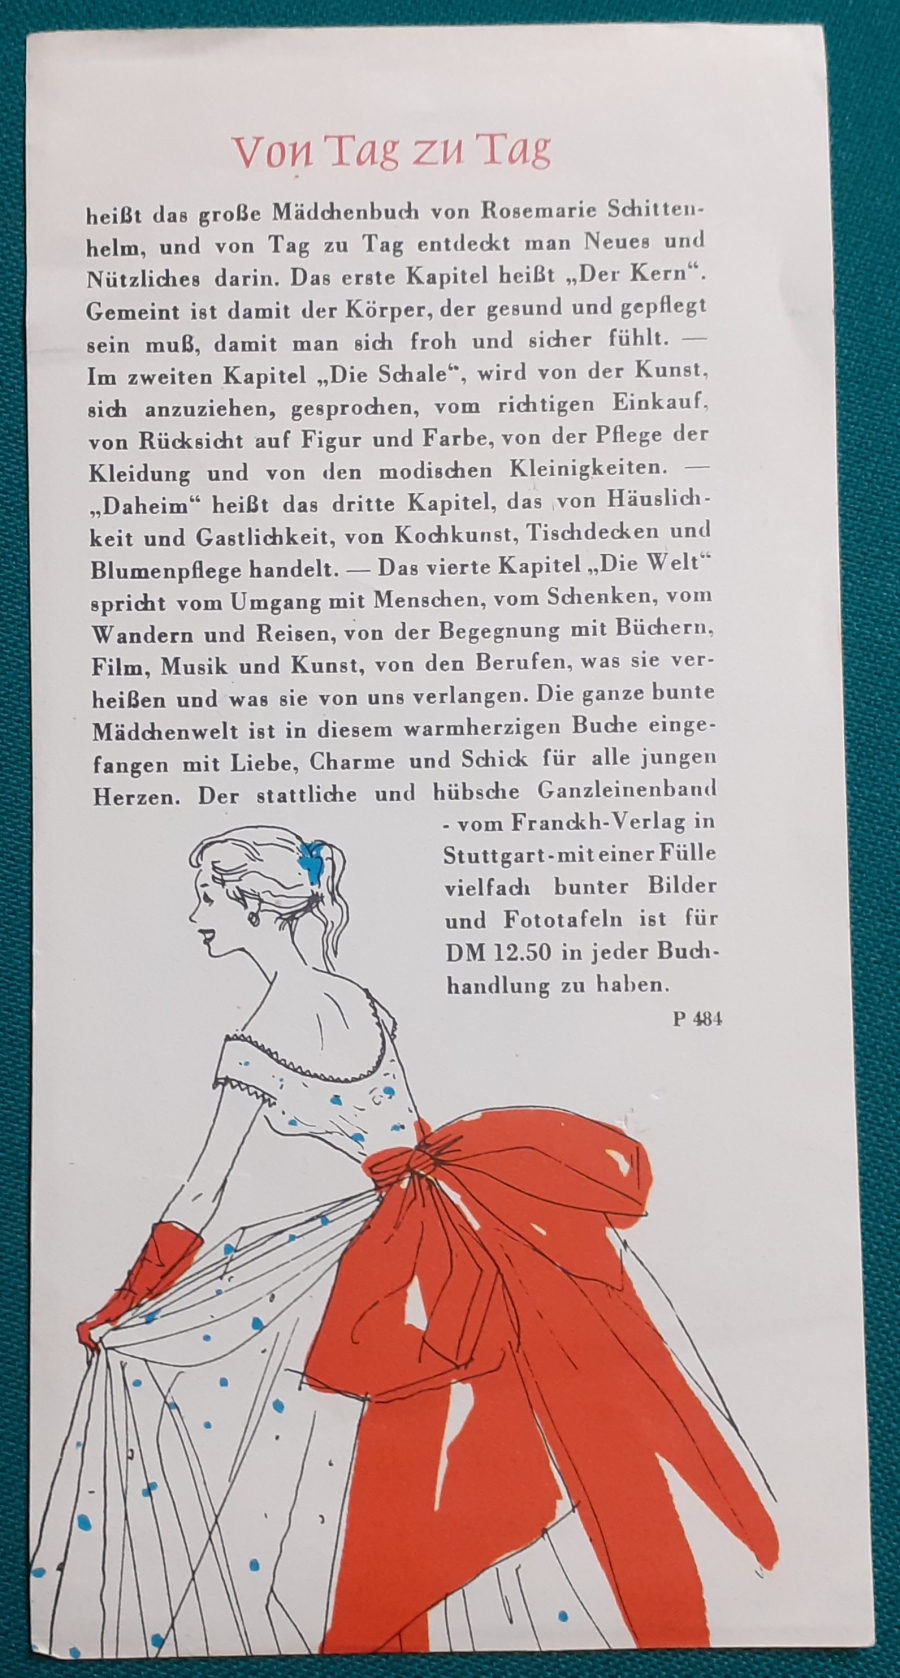 Von Tag zu Tag
heißt das große Mädchenbuch von Rosemarie Schitten-
helm, und von Tag zu Tag entdeckt man Neues und
Nützliches darin. Das erste Kapitel heißt „Der Kern“.
Gemeint ist damit der Körper, der gesund und gepflegt
sein muß, damit man sich froh und sicher fühlt. —
Im zweiten Kapitel „Die Schale“, wird von der Kunst,
sich anzuziehen, gesprochen, vom richtigen Einkauf,
von Rücksicht auf Figur und Farbe, von der Pflege der
Kleidung und von den modischen Kleinigkeiten. —
„Daheim“ heißt das dritte Kapitel, das von Häuslich-
keit und Gastlichkeit, von Kochkunst, Tischdecken und
Blumenpflege handelt. — Das vierte Kapitel „Die Welt“
spricht vom Umgang mit Menschen, vom Schenken, vom
Wandern und Reisen, von der Begegnung mit Büchern,
Film, Musik und Kunst, von den Berufen, was sie ver-
heißen und was sie von uns verlangen. Die ganze bunte
Mädchenwelt ist in diesem warmherzigen Buche einge-
fangen mit Liebe, Charme und Schick für alle jungen
Herzen. Der stattliche und hübsche Ganzleinenband
- vom Franckh-Verlag in
Stuttgart - mit einer Fülle
vielfach bunter Bilder
und Fototafeln ist für
DM 12.50 in jeder Buch-
handlung zu haben.
P 484